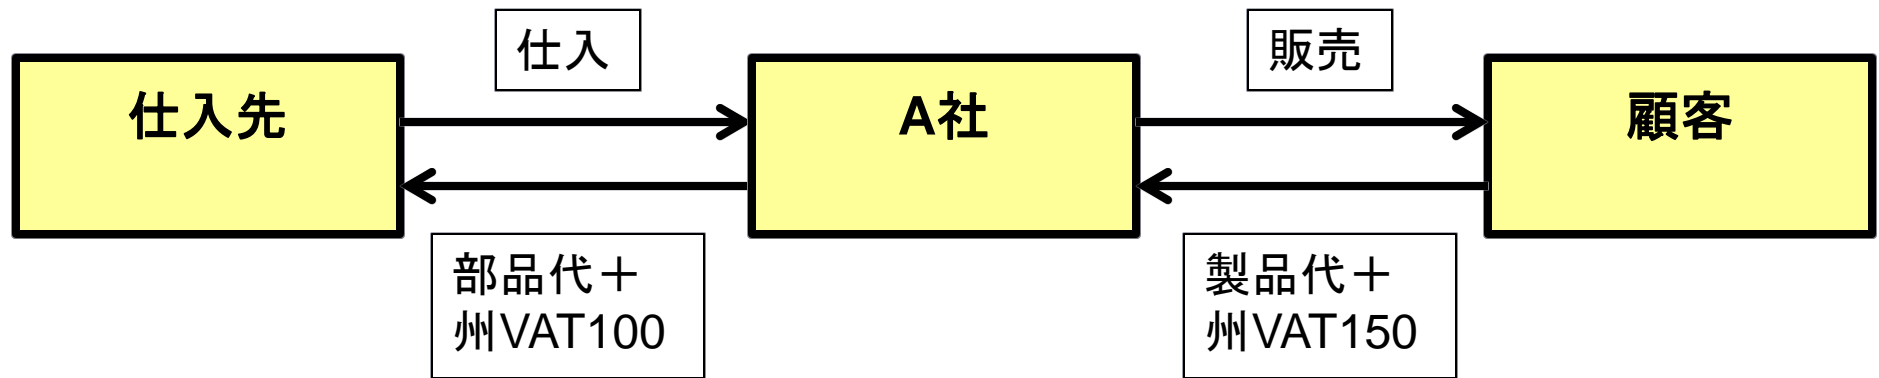 仕入
販売
仕入先
A社
顧客
部品代＋
州VAT100
製品代＋
州VAT150